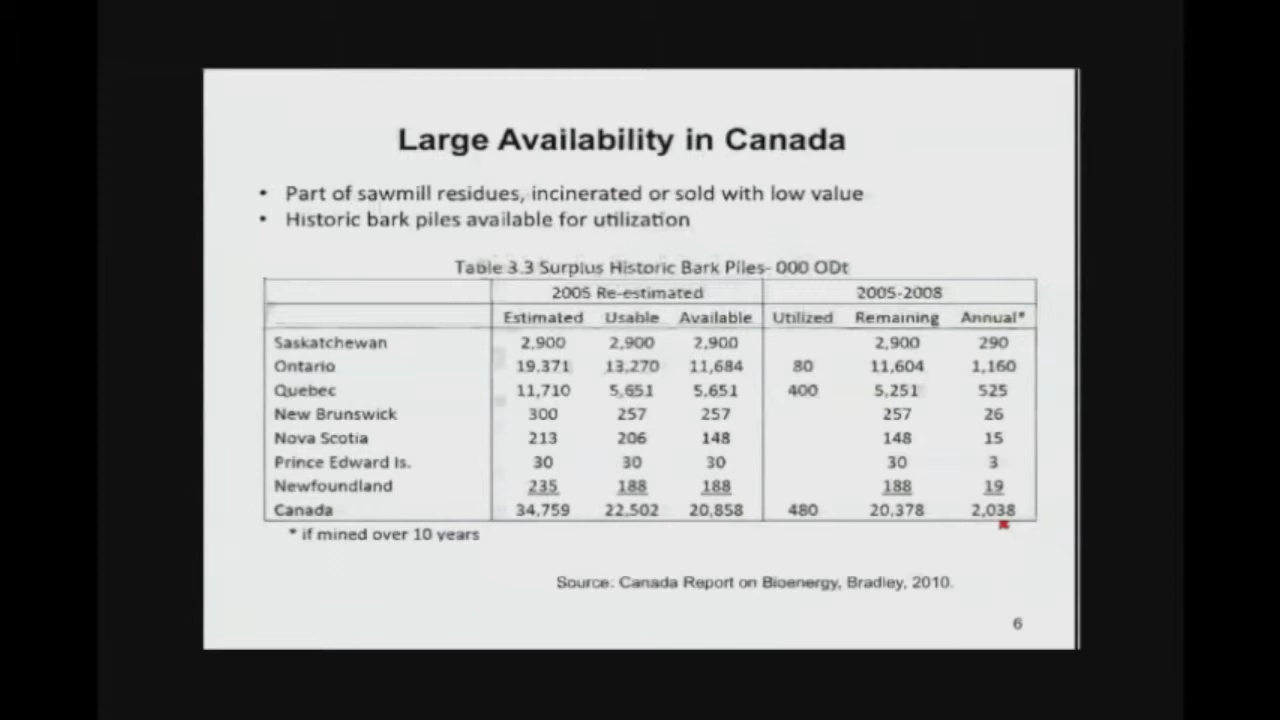 Large Availability in Canada
• Part of sawmill residues, incinerated or sold with low value
• Historic bark piles available for utilization
Table 3.3 Surplus Historic Bark Piles- 000 ODt
2005 Re-estimated 2005-2008
Estimated Usable Available Utilized Remaining Annual*
Saskatchewan 2,900 2,900 2,900 2,900 290
Ontario 19,371 13,270 11,684 80 11,604 1,160
Quebec 11,710 5,651 5,651 400 5,251 525
New Brunswick 300 257 257 257 26
Nova Scotia 213 206 148 148 15
Prince Edward Is. 30 30 30 30 3
Newfoundland 235 188 188 188 19
Canada 34,759 22,502 20,858 480 20,378 2,038
* if mined over 10 years
Source: Canada Report on Bioenergy, Bradley, 2010.
6